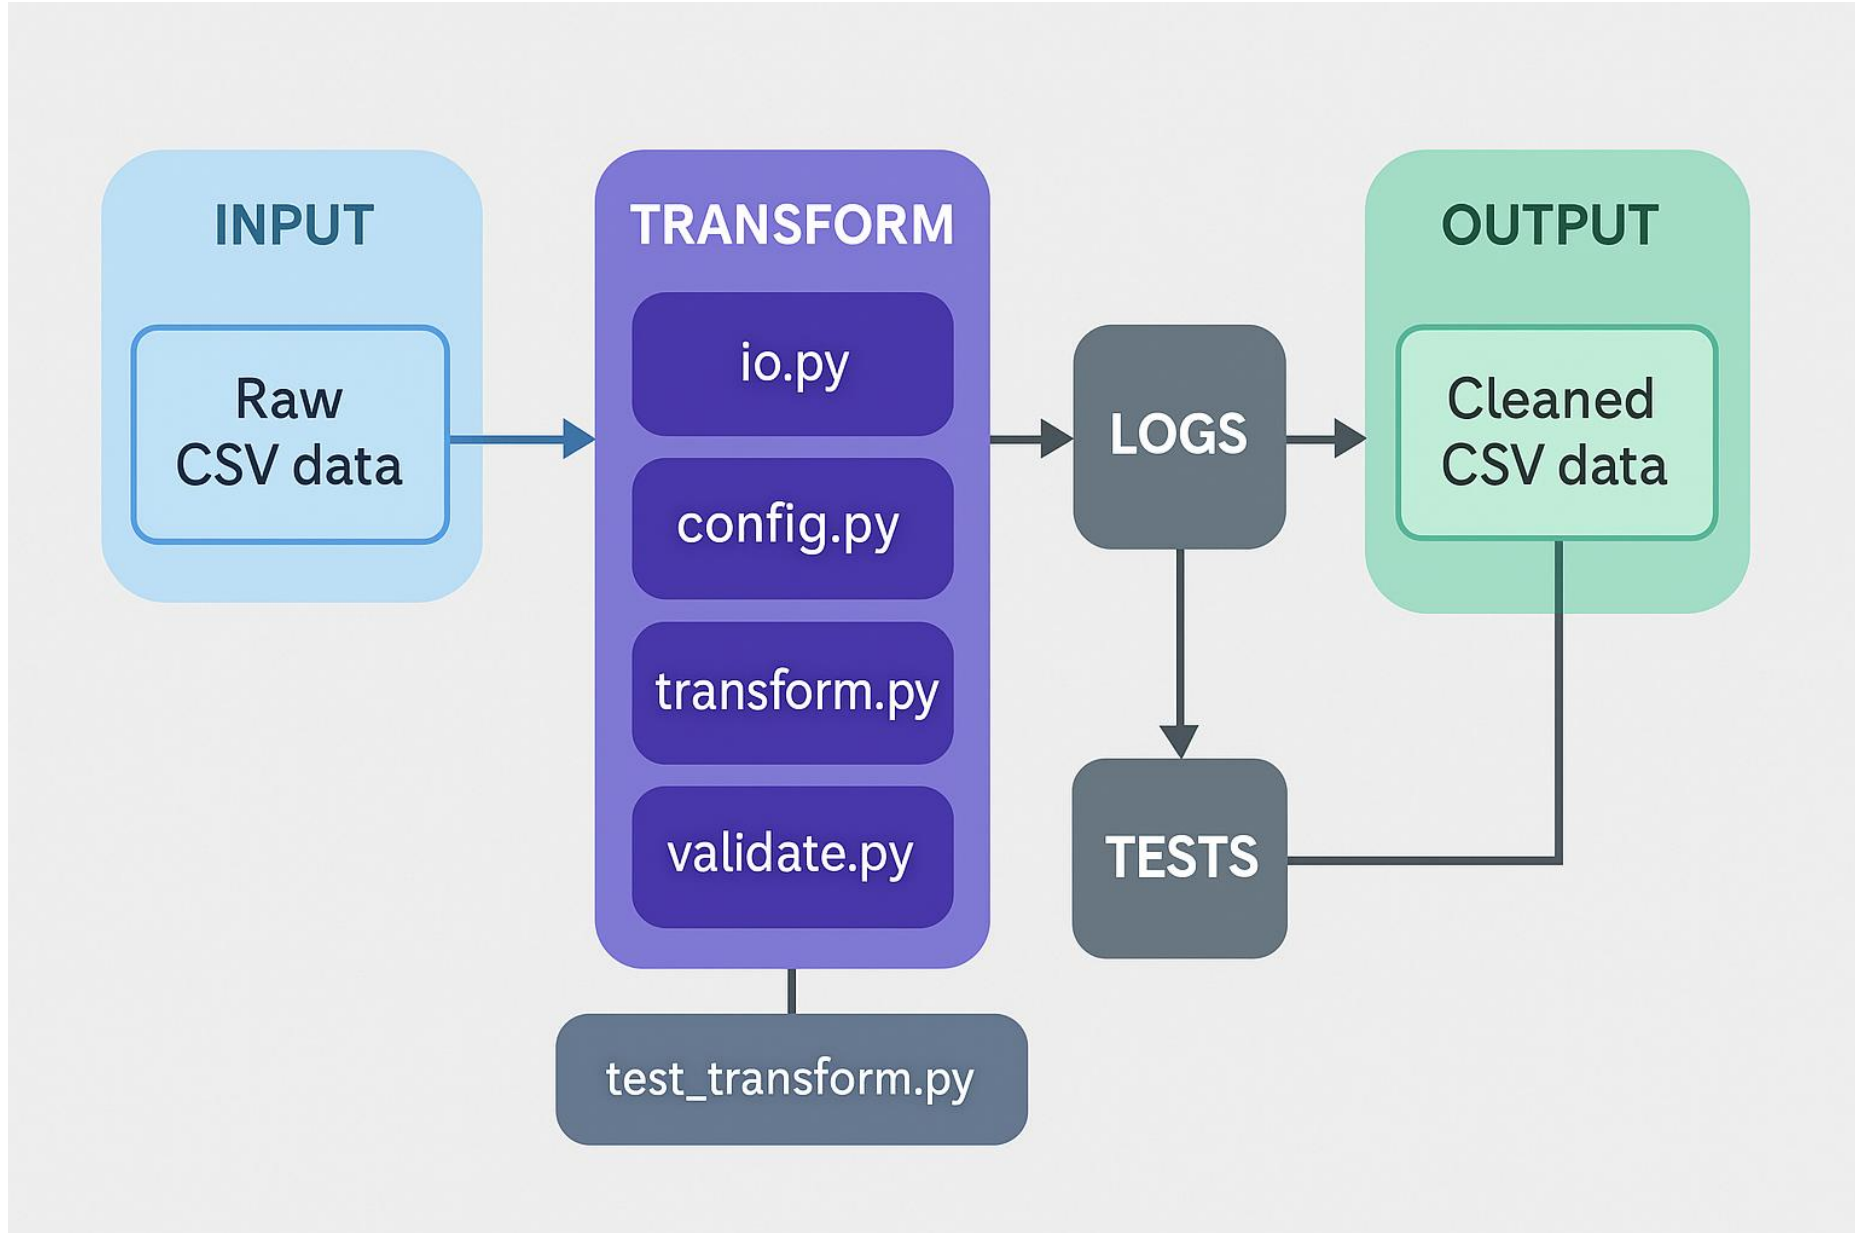 INPUT
Raw
CSV data
TRANSFORM
io.py
config.py
transform.py
validate.py
test_transform.py
LOGS
TESTS
OUTPUT
Cleaned
CSV data